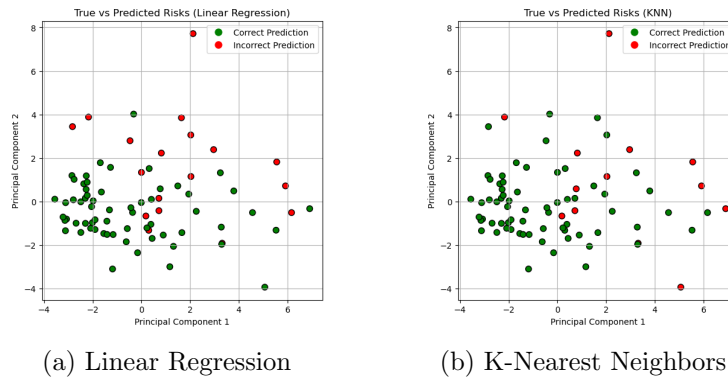 True vs Predicted Risks (Linear Regression)
Correct Prediction
Incorrect Prediction
Principal Component 2
8
6
4
2
0
−2
−4
−4 −2 0 2 4 6
Principal Component 1
(a) Linear Regression
True vs Predicted Risks (KNN)
Correct Prediction
Incorrect Prediction
Principal Component 2
8
6
4
2
0
−2
−4
−4 −2 0 2 4 6
Principal Component 1
(b) K-Nearest Neighbors